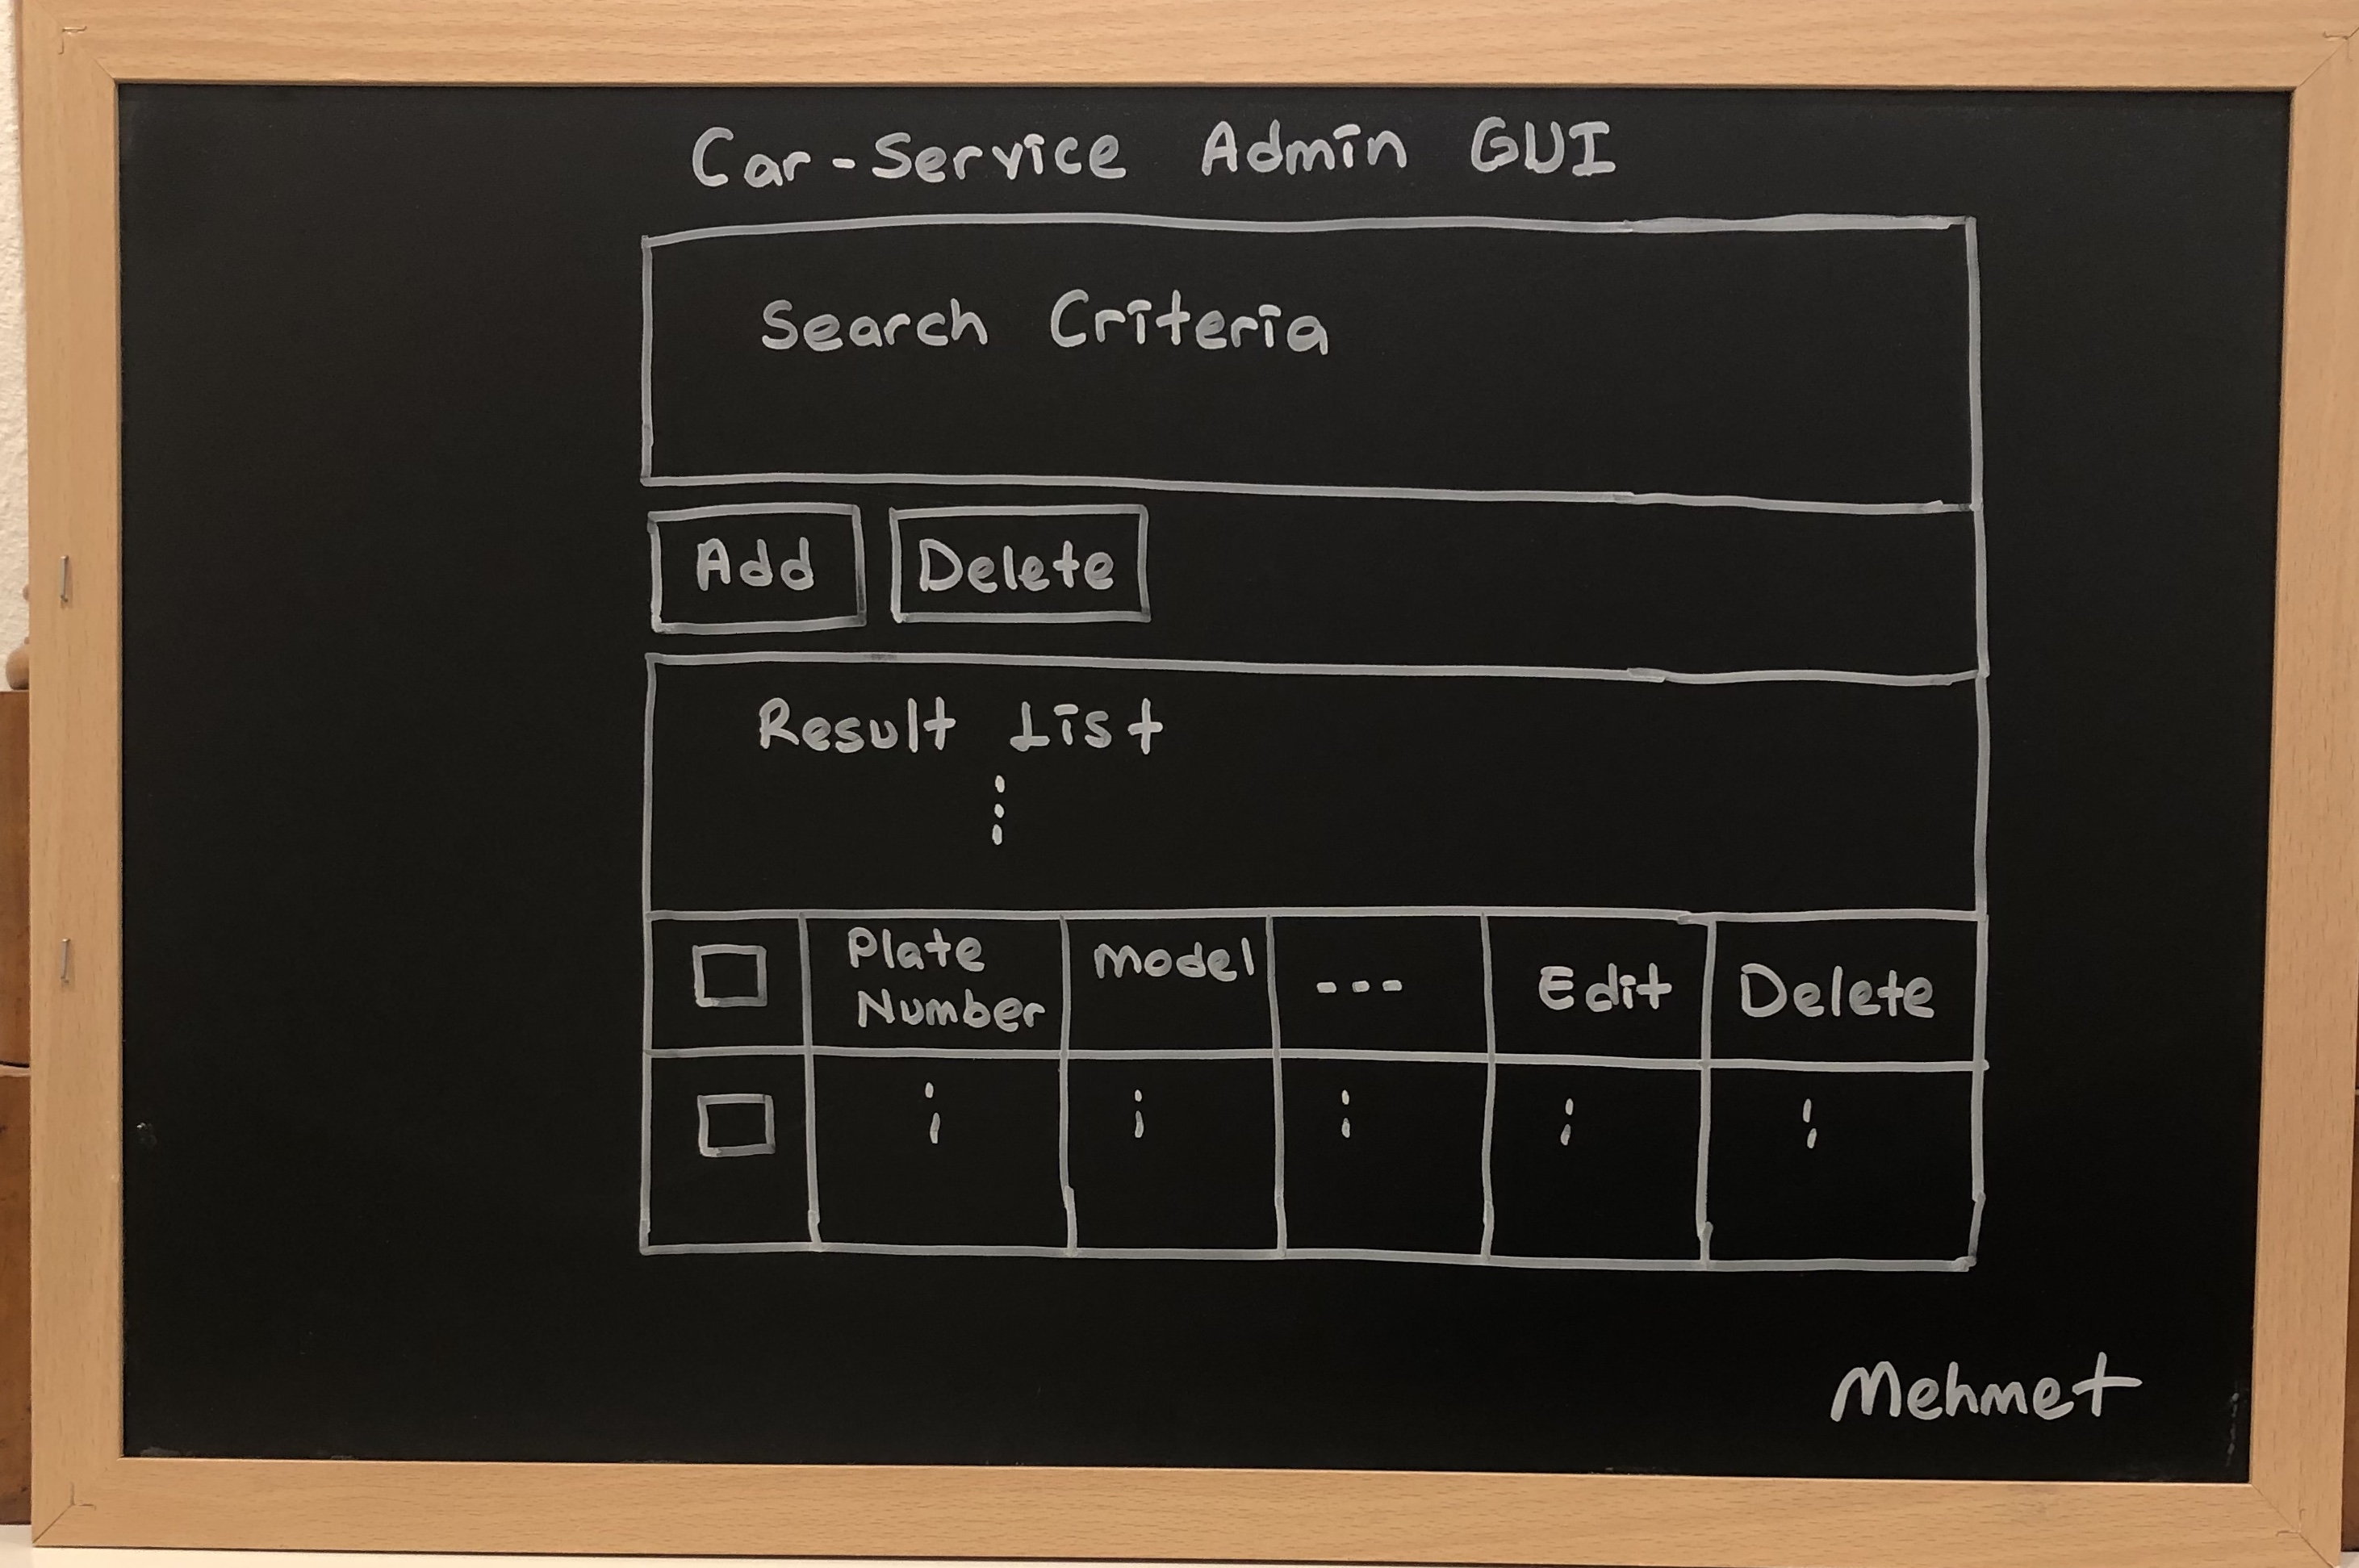 Car-Service Admin GUI
Search Criteria
Add Delete
Result List
Plate Number Model --- Edit Delete
Mehmet